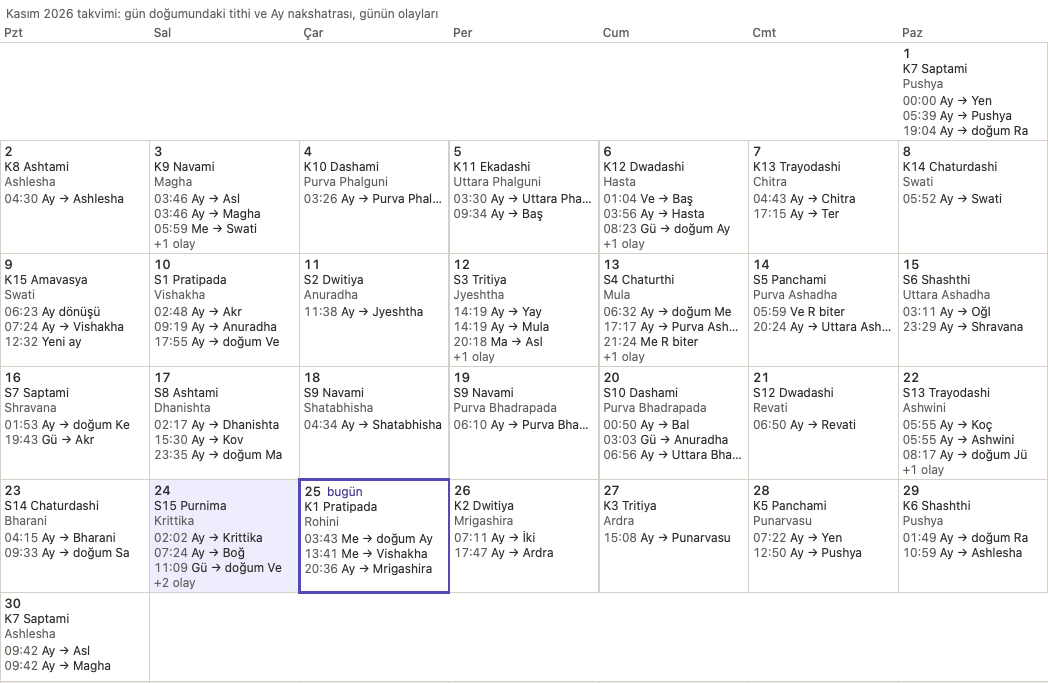 Kasım 2026 takvimi: gün doğumundaki tithi ve Ay nakshatrası, günün olayları
Pzt Sal Çar Per Cum Cmt Paz
1
K7 Saptami
Pushya
00:00 Ay → Yen
05:39 Ay → Pushya
19:04 Ay → doğum Ra
2
K8 Ashtami
Ashlesha
04:30 Ay → Ashlesha
3
K9 Navami
Magha
03:46 Ay → Asl
03:46 Ay → Magha
05:59 Me → Swati
+1 olay
4
K10 Dashami
Purva Phalguni
03:26 Ay → Purva Phal...
5
K11 Ekadashi
Uttara Phalguni
03:30 Ay → Uttara Pha...
09:34 Ay → Baş
6
K12 Dwadashi
Hasta
01:04 Ve → Baş
03:56 Ay → Hasta
08:23 Gü → doğum Ay
+1 olay
7
K13 Trayodashi
Chitra
04:43 Ay → Chitra
17:15 Ay → Ter
8
K14 Chaturdashi
Swati
05:52 Ay → Swati
9
K15 Amavasya
Swati
06:23 Ay dönüşü
07:24 Ay → Vishakha
12:32 Yeni ay
10
S1 Pratipada
Vishakha
02:48 Ay → Akr
09:19 Ay → Anuradha
17:55 Ay → doğum Ve
11
S2 Dwitiya
Anuradha
11:38 Ay → Jyeshtha
12
S3 Tritiya
Jyeshtha
14:19 Ay → Yay
14:19 Ay → Mula
20:18 Ma → Asl
+1 olay
13
S4 Chaturthi
Mula
06:32 Ay → doğum Me
17:17 Ay → Purva Ash...
21:24 Me R biter
+1 olay
14
S5 Panchami
Purva Ashadha
05:59 Ve R biter
20:24 Ay → Uttara Ash...
15
S6 Shashthi
Uttara Ashadha
03:11 Ay → Oğl
23:29 Ay → Shravana
16
S7 Saptami
Shravana
01:53 Ay → doğum Ke
19:43 Gü → Akr
17
S8 Ashtami
Dhanishta
02:17 Ay → Dhanishta
15:30 Ay → Kov
23:35 Ay → doğum Ma
18
S9 Navami
Shatabhisha
04:34 Ay → Shatabhisha
19
S9 Navami
Purva Bhadrapada
06:10 Ay → Purva Bha...
20
S10 Dashami
Purva Bhadrapada
00:50 Ay → Bal
03:03 Gü → Anuradha
06:56 Ay → Uttara Bha...
21
S12 Dwadashi
Revati
06:50 Ay → Revati
22
S13 Trayodashi
Ashwini
05:55 Ay → Koç
05:55 Ay → Ashwini
08:17 Ay → doğum Jü
+1 olay
23
S14 Chaturdashi
Bharani
04:15 Ay → Bharani
09:33 Ay → doğum Sa
24
S15 Purnima
Krittika
02:02 Ay → Krittika
07:24 Ay → Boğ
11:09 Gü → doğum Ve
+2 olay
25 bugün
K1 Pratipada
Rohini
03:43 Me → doğum Ay
13:41 Me → Vishakha
20:36 Ay → Mrigashira
26
K2 Dwitiya
Mrigashira
07:11 Ay → İki
17:47 Ay → Ardra
27
K3 Tritiya
Ardra
15:08 Ay → Punarvasu
28
K5 Panchami
Punarvasu
07:22 Ay → Yen
12:50 Ay → Pushya
29
K6 Shashthi
Pushya
01:49 Ay → doğum Ra
10:59 Ay → Ashlesha
30
K7 Saptami
Ashlesha
09:42 Ay → Asl
09:42 Ay → Magha